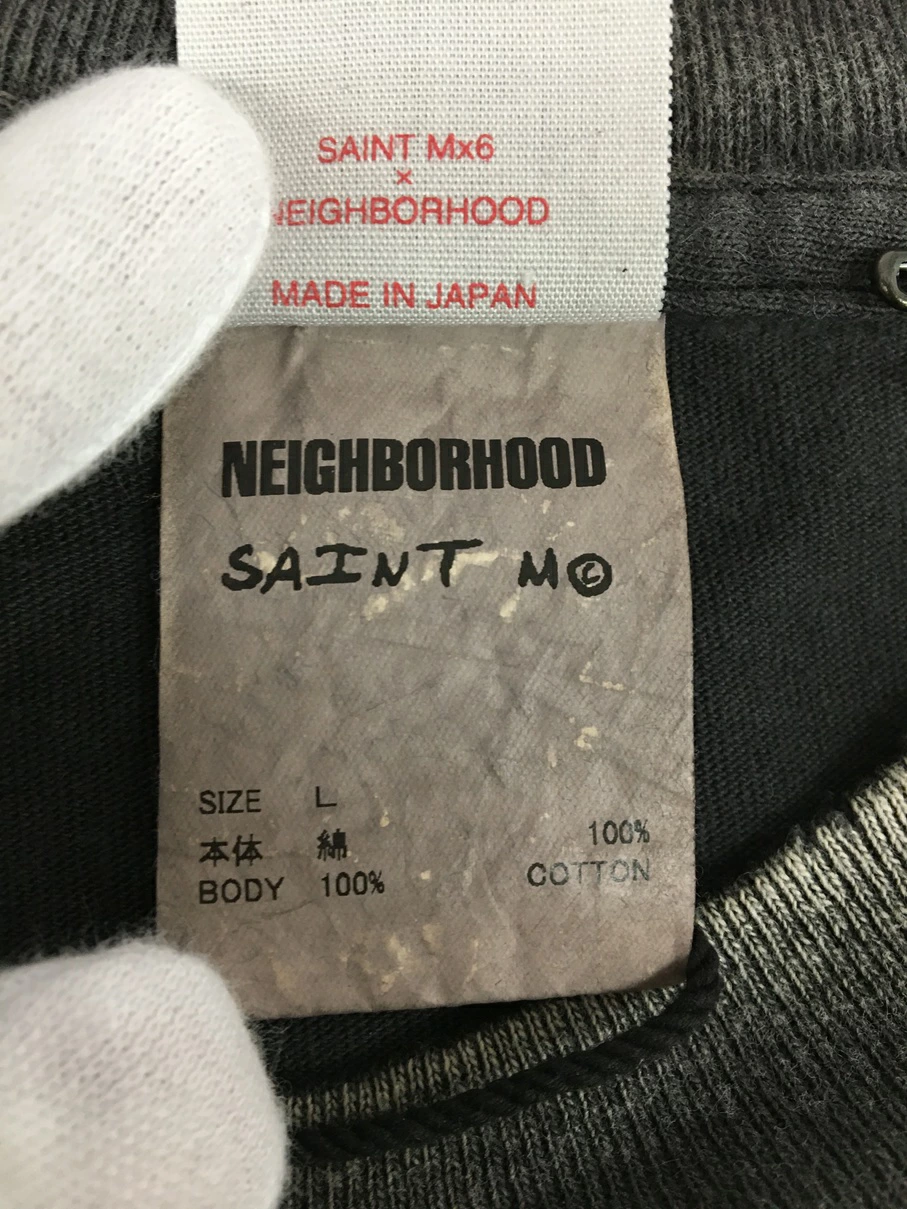 SAINT Mx6
×
NEIGHBORHOOD
MADE IN JAPAN
NEIGHBORHOOD
SAINT M©
SIZE L
本体 綿 100%
BODY 100% COTTON